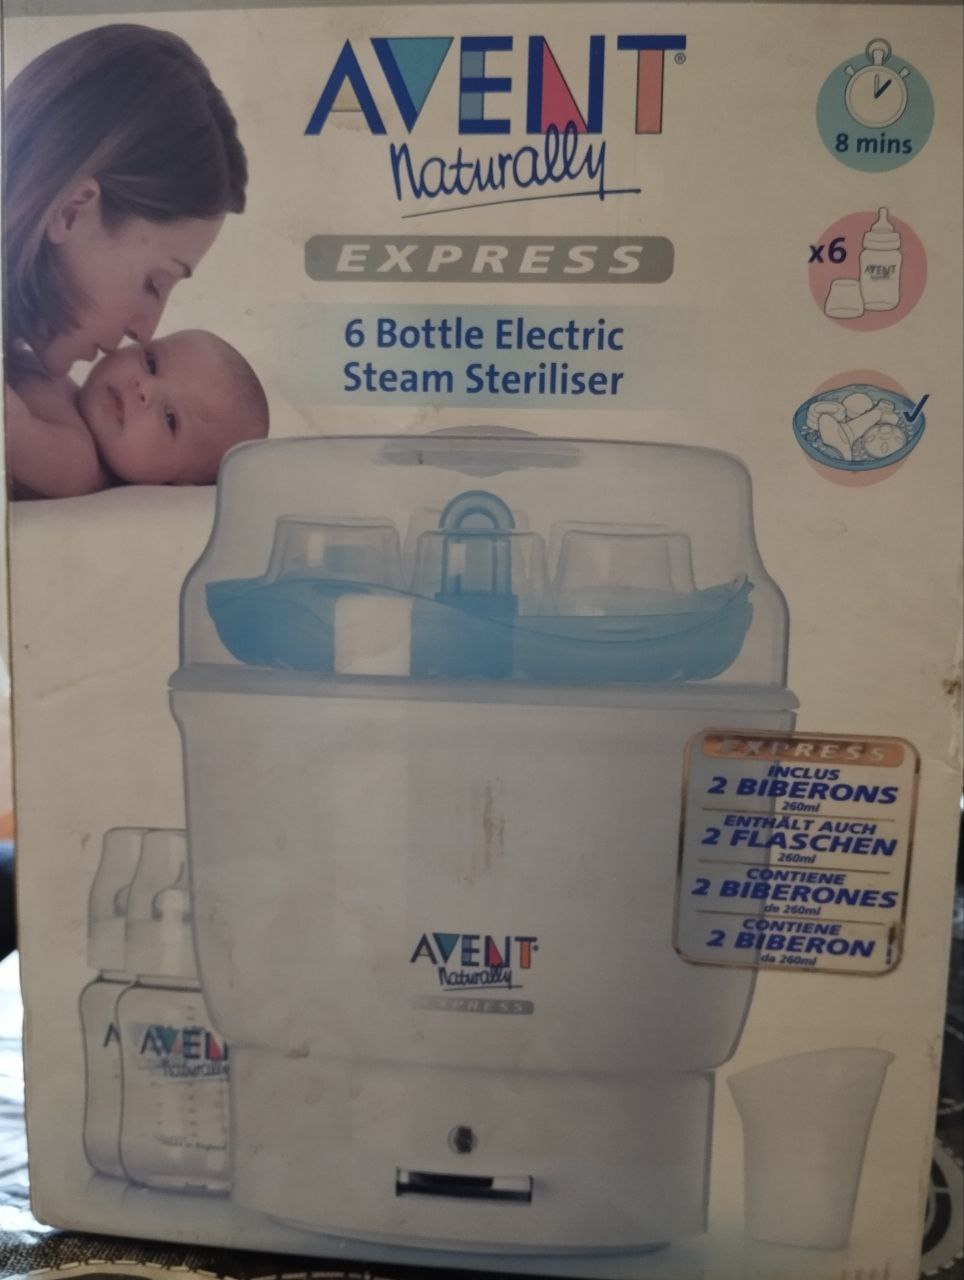 AVENT®
Naturally
EXPRESS
6 Bottle Electric
Steam Steriliser
8 mins
x6
AVENT
EXPRESS
INCLUS
2 BIBERONS
260ml
ENTHÄLT AUCH
2 FLASCHEN
260ml
CONTIENE
2 BIBERONES
de 260ml
CONTIENE
2 BIBERON
da 260ml
AVENT
Naturally
EXPRESS
A
AVEN
Naturally